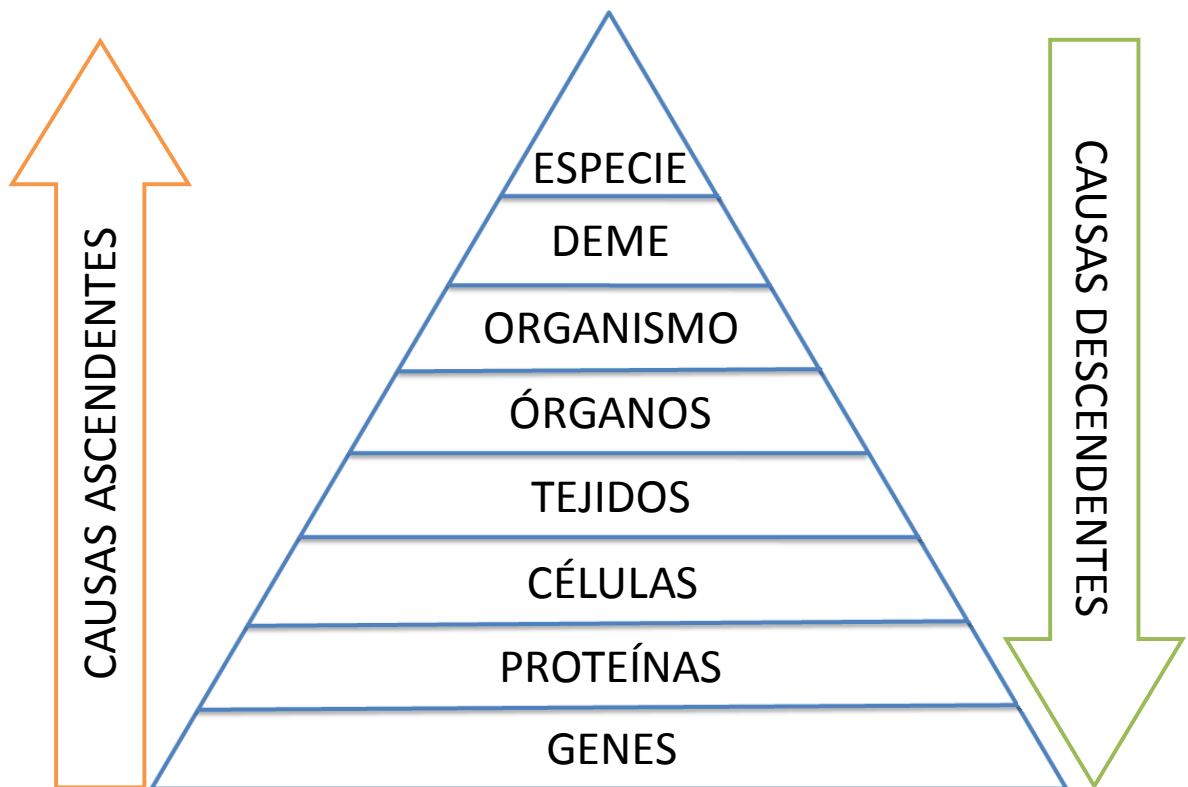 CAUSAS ASCENDENTES
ESPECIE
DEME
ORGANISMO
ÓRGANOS
TEJIDOS
CÉLULAS
PROTEÍNAS
GENES
CAUSAS DESCENDENTES